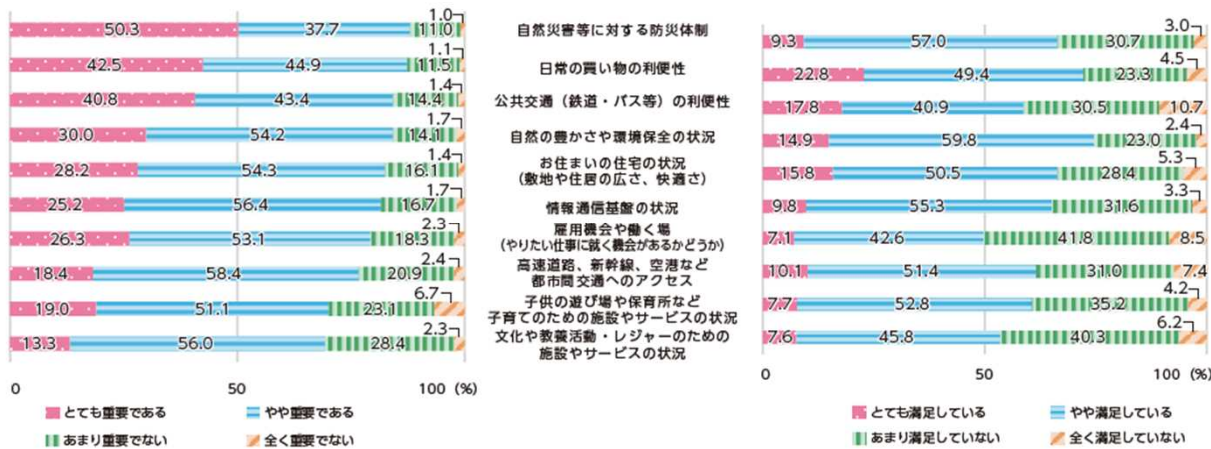 1.0
50.3 37.7 11.0
自然災害等に対する防災体制
3.0
9.3 57.0 30.7
1.1
42.5 44.9 11.5
日常の買い物の利便性
4.5
22.8 49.4 23.3
1.4
40.8 43.4 14.4
公共交通（鉄道・バス等）の利便性
17.8 40.9 30.5 10.7
1.7
30.0 54.2 14.1
自然の豊かさや環境保全の状況
2.4
14.9 59.8 23.0
1.4
28.2 54.3 16.1
お住まいの住宅の状況
（敷地や住居の広さ、快適さ）
5.3
15.8 50.5 28.4
1.7
25.2 56.4 16.7
情報通信基盤の状況
3.3
9.8 55.3 31.6
2.3
26.3 53.1 18.3
雇用機会や働く場
（やりたい仕事に就く機会があるかどうか）
7.1 42.6 41.8 8.5
2.4
18.4 58.4 20.9
高速道路、新幹線、空港など
都市間交通へのアクセス
10.1 51.4 31.0 7.4
6.7
19.0 51.1 23.1
子供の遊び場や保育所など
子育てのための施設やサービスの状況
4.2
7.7 52.8 35.2
2.3
13.3 56.0 28.4
文化や教養活動・レジャーのための
施設やサービスの状況
6.2
7.6 45.8 40.3
0 50 100 (%)
0 50 100 (%)
とても重要である やや重要である
あまり重要でない 全く重要でない
とても満足している やや満足している
あまり満足していない 全く満足していない